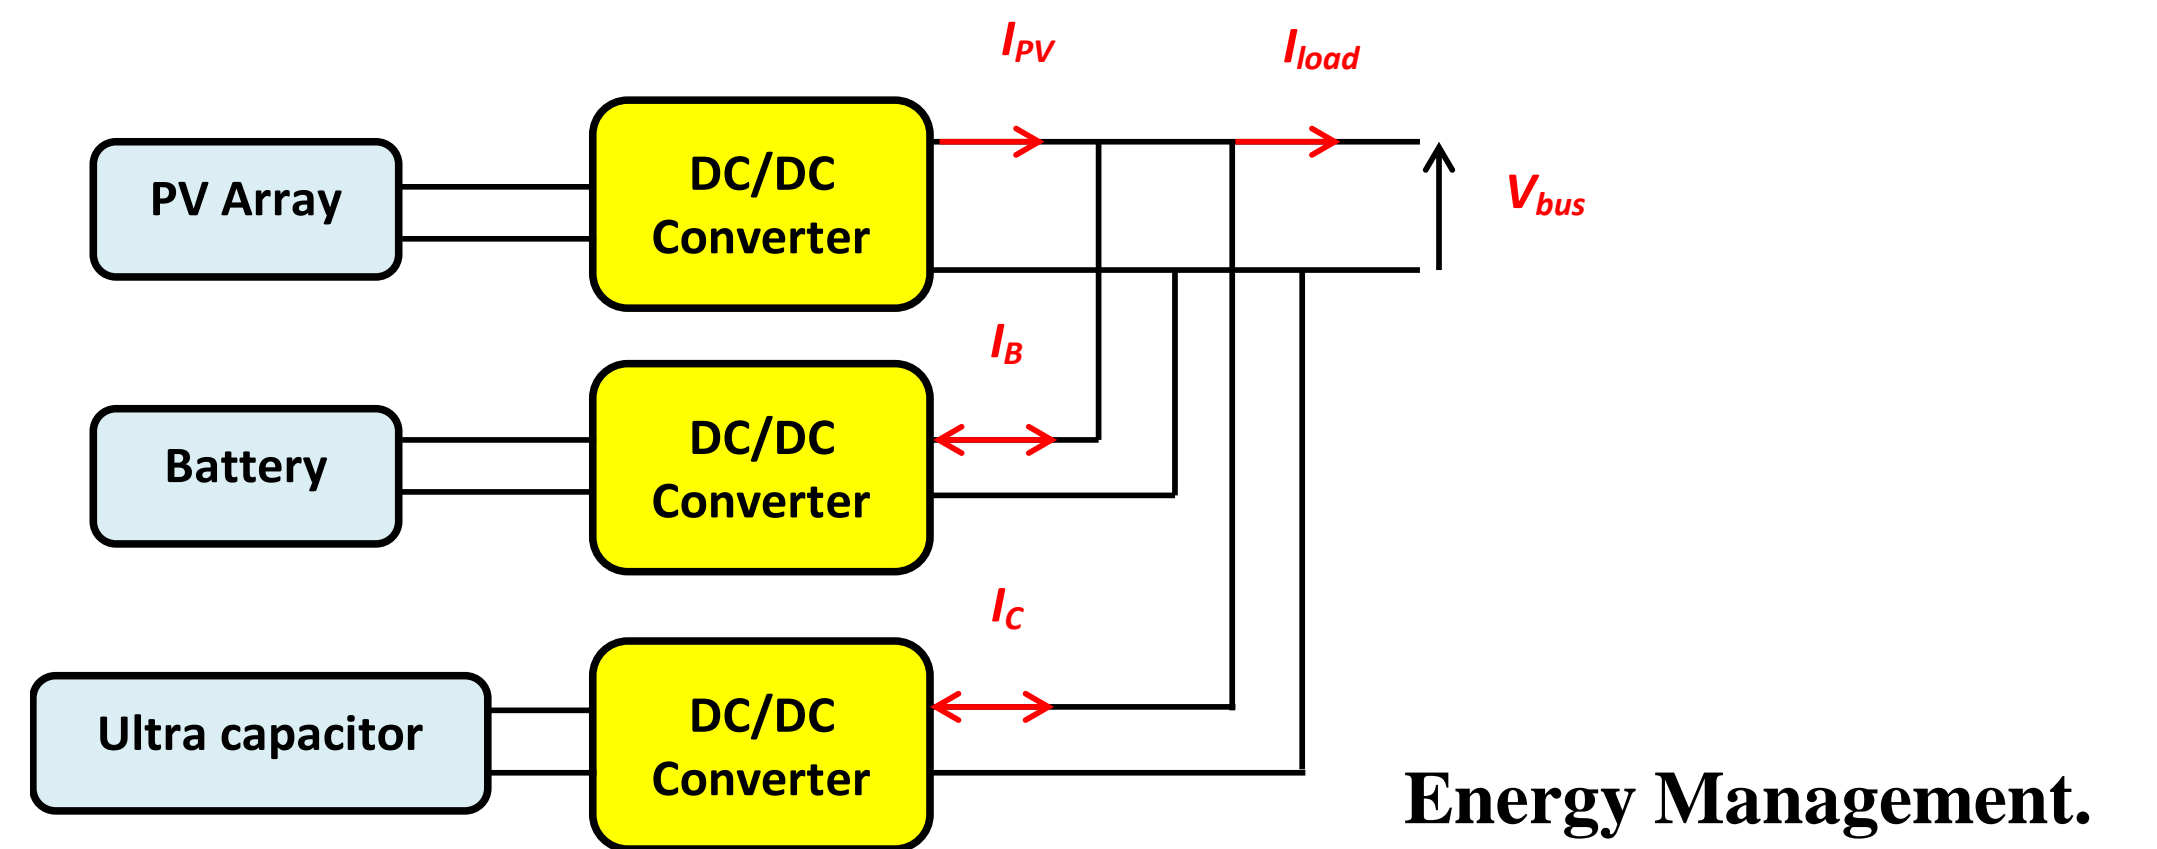 I_PV
I_load
PV Array
DC/DC
Converter
V_bus
I_B
Battery
DC/DC
Converter
I_C
Ultra capacitor
DC/DC
Converter
Energy Management.